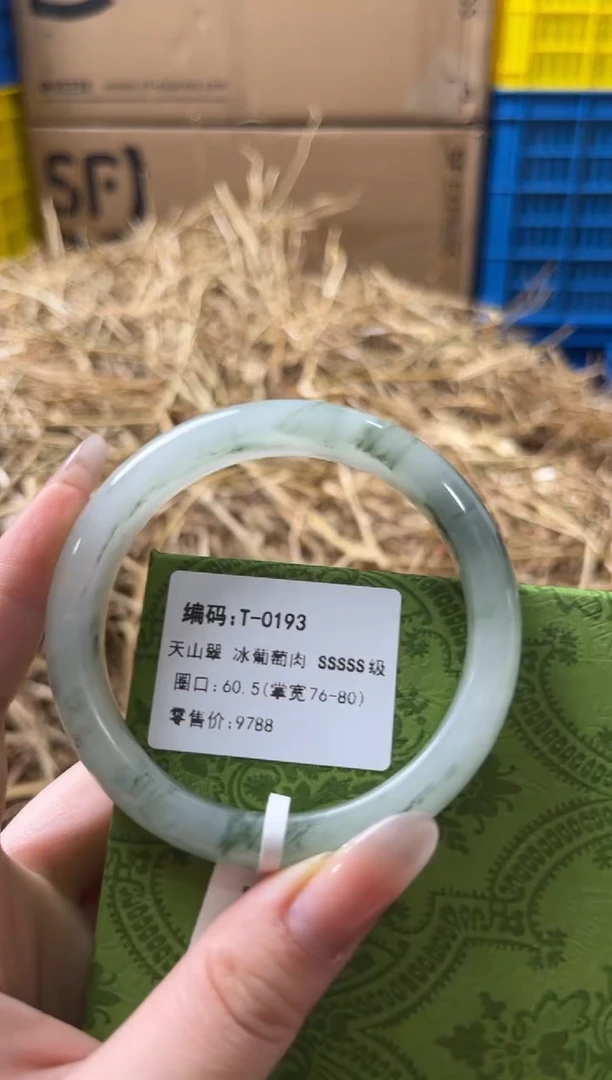 SF
编码:T-0193
天山翠 冰葡萄肉 SSSSS级
圈口:60.5(掌宽76-80)
零售价:9788